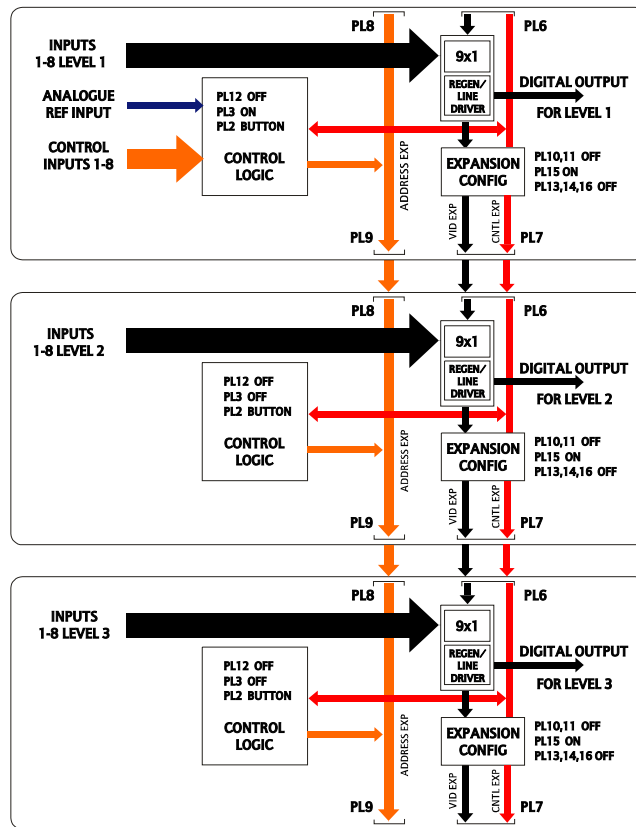 PL8
PL6
INPUTS
1-8 LEVEL 1
9x1
ANALOGUE
REF INPUT
PL12 OFF
PL3 ON
PL2 BUTTON
REGEN/
LINE
DRIVER
DIGITAL OUTPUT
FOR LEVEL 1
CONTROL
INPUTS 1-8
CONTROL
LOGIC
ADDRESS EXP
EXPANSION
CONFIG
PL10,11 OFF
PL15 ON
PL13,14,16 OFF
VID EXP
CNTL EXP
PL9
PL7
PL8
PL6
INPUTS
1-8 LEVEL 2
9x1
PL12 OFF
PL3 OFF
PL2 BUTTON
REGEN/
LINE
DRIVER
DIGITAL OUTPUT
FOR LEVEL 2
CONTROL
LOGIC
ADDRESS EXP
EXPANSION
CONFIG
PL10,11 OFF
PL15 ON
PL13,14,16 OFF
VID EXP
CNTL EXP
PL9
PL7
PL8
PL6
INPUTS
1-8 LEVEL 3
9x1
PL12 OFF
PL3 OFF
PL2 BUTTON
REGEN/
LINE
DRIVER
DIGITAL OUTPUT
FOR LEVEL 3
CONTROL
LOGIC
ADDRESS EXP
EXPANSION
CONFIG
PL10,11 OFF
PL15 ON
PL13,14,16 OFF
VID EXP
CNTL EXP
PL9
PL7